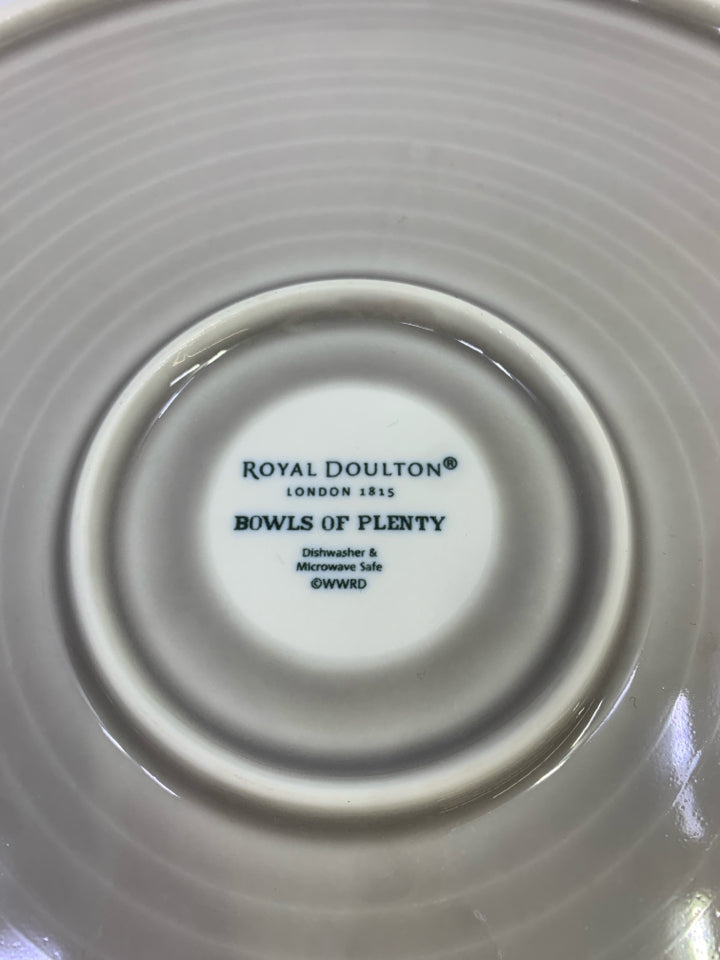 ROYAL DOULTON®
LONDON 1815
BOWLS OF PLENTY
Dishwasher &
Microwave Safe
©WWRD